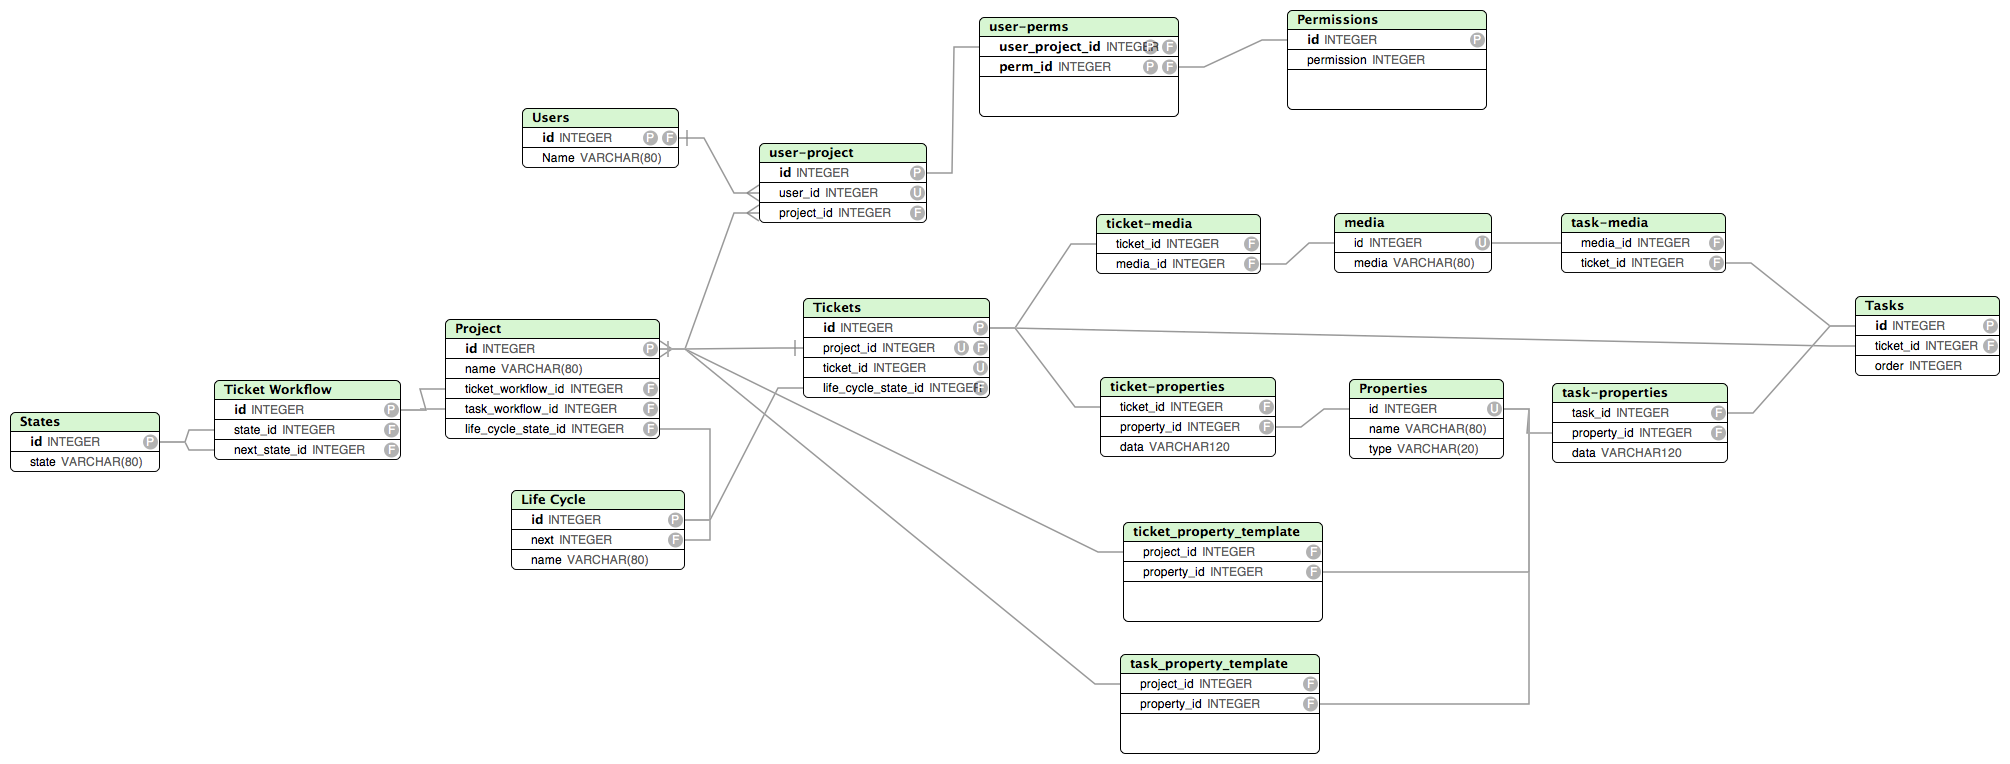 user-perms
user_project_id INTEGER P F
perm_id INTEGER P F
Permissions
id INTEGER P
permission INTEGER
Users
id INTEGER P F
Name VARCHAR(80)
user-project
id INTEGER P
user_id INTEGER U
project_id INTEGER F
ticket-media
ticket_id INTEGER F
media_id INTEGER F
media
id INTEGER U
media VARCHAR(80)
task-media
media_id INTEGER F
ticket_id INTEGER F
Tasks
id INTEGER P
ticket_id INTEGER F
order INTEGER
Tickets
id INTEGER P
project_id INTEGER U F
ticket_id INTEGER U
life_cycle_state_id INTEGER F
Project
id INTEGER P
name VARCHAR(80)
ticket_workflow_id INTEGER F
task_workflow_id INTEGER F
life_cycle_state_id INTEGER F
Ticket Workflow
id INTEGER P
state_id INTEGER F
next_state_id INTEGER F
States
id INTEGER P
state VARCHAR(80)
ticket-properties
ticket_id INTEGER F
property_id INTEGER F
data VARCHAR120
Properties
id INTEGER U
name VARCHAR(80)
type VARCHAR(20)
task-properties
task_id INTEGER F
property_id INTEGER F
data VARCHAR120
Life Cycle
id INTEGER P
next INTEGER F
name VARCHAR(80)
ticket_property_template
project_id INTEGER F
property_id INTEGER F
task_property_template
project_id INTEGER F
property_id INTEGER F